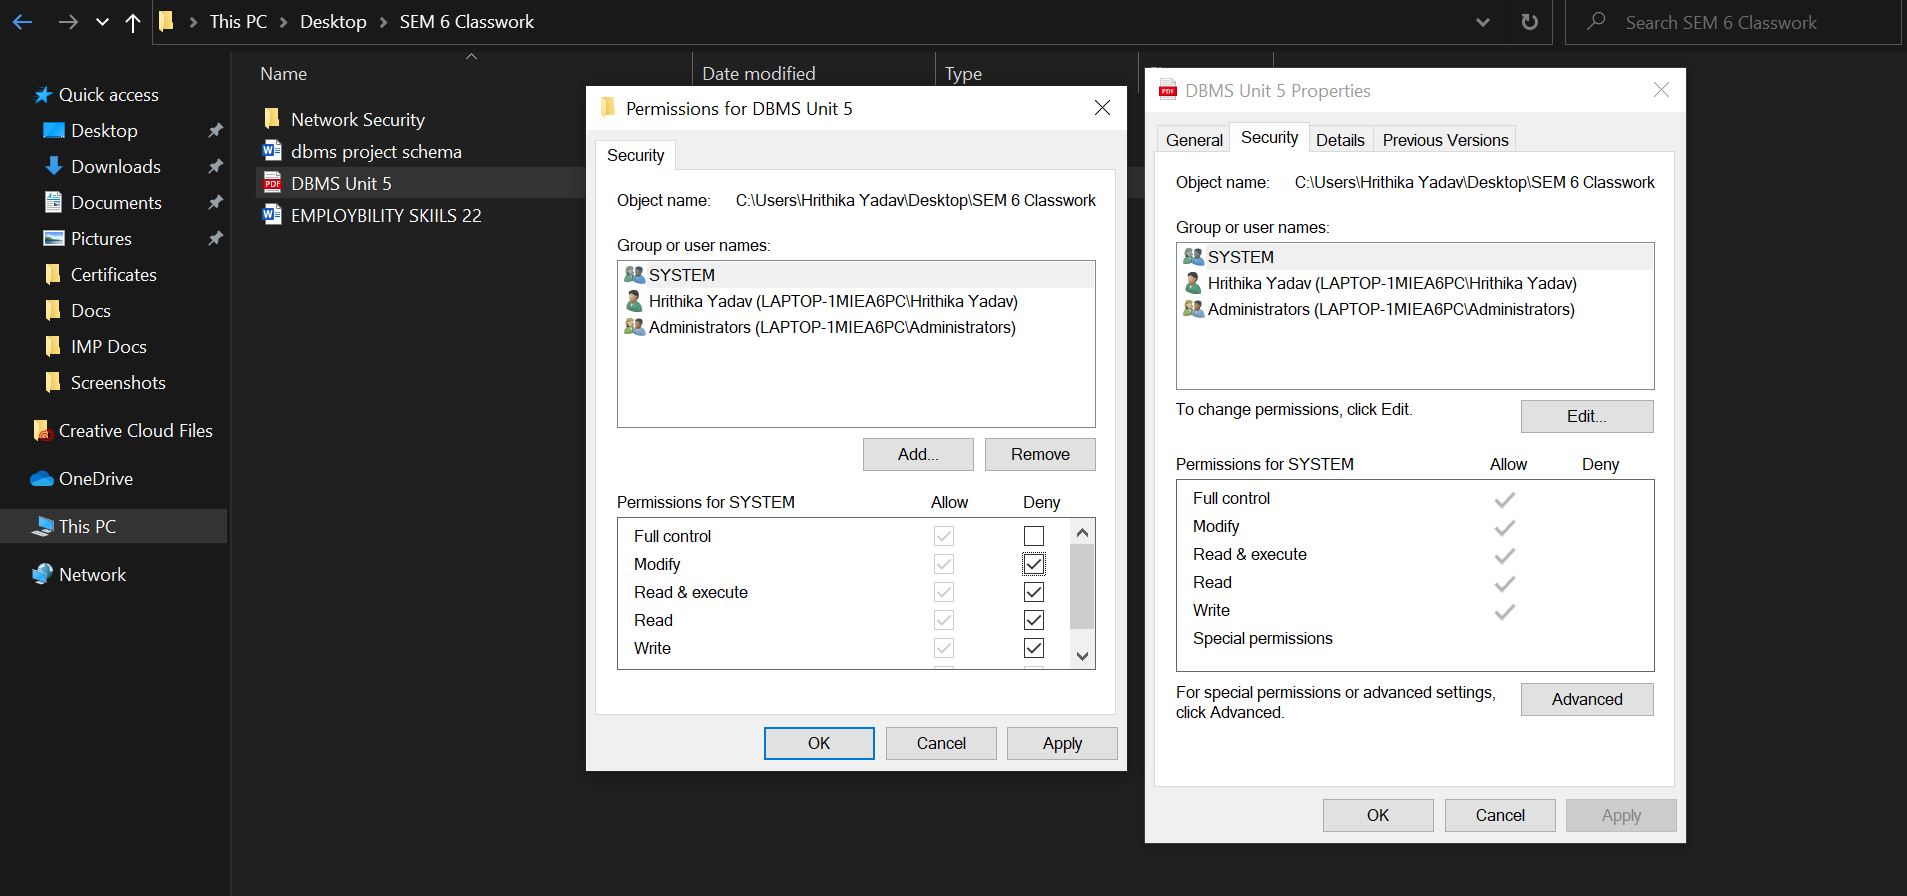 This PC > Desktop > SEM 6 Classwork
Search SEM 6 Classwork
Name
Date modified
Type
Quick access
Desktop
Downloads
Documents
Pictures
Certificates
Docs
IMP Docs
Screenshots
Creative Cloud Files
OneDrive
This PC
Network
Network Security
dbms project schema
DBMS Unit 5
EMPLOYBILITY SKIILS 22
Permissions for DBMS Unit 5
Security
Object name: C:\Users\Hrithika Yadav\Desktop\SEM 6 Classwork
Group or user names:
SYSTEM
Hrithika Yadav (LAPTOP-1MIEA6PC\Hrithika Yadav)
Administrators (LAPTOP-1MIEA6PC\Administrators)
Add... Remove
Permissions for SYSTEM Allow Deny
Full control
Modify
Read & execute
Read
Write
OK Cancel Apply
DBMS Unit 5 Properties
General Security Details Previous Versions
Object name: C:\Users\Hrithika Yadav\Desktop\SEM 6 Classwork
Group or user names:
SYSTEM
Hrithika Yadav (LAPTOP-1MIEA6PC\Hrithika Yadav)
Administrators (LAPTOP-1MIEA6PC\Administrators)
To change permissions, click Edit.
Edit...
Permissions for SYSTEM Allow Deny
Full control
Modify
Read & execute
Read
Write
Special permissions
For special permissions or advanced settings,
click Advanced.
Advanced
OK Cancel Apply